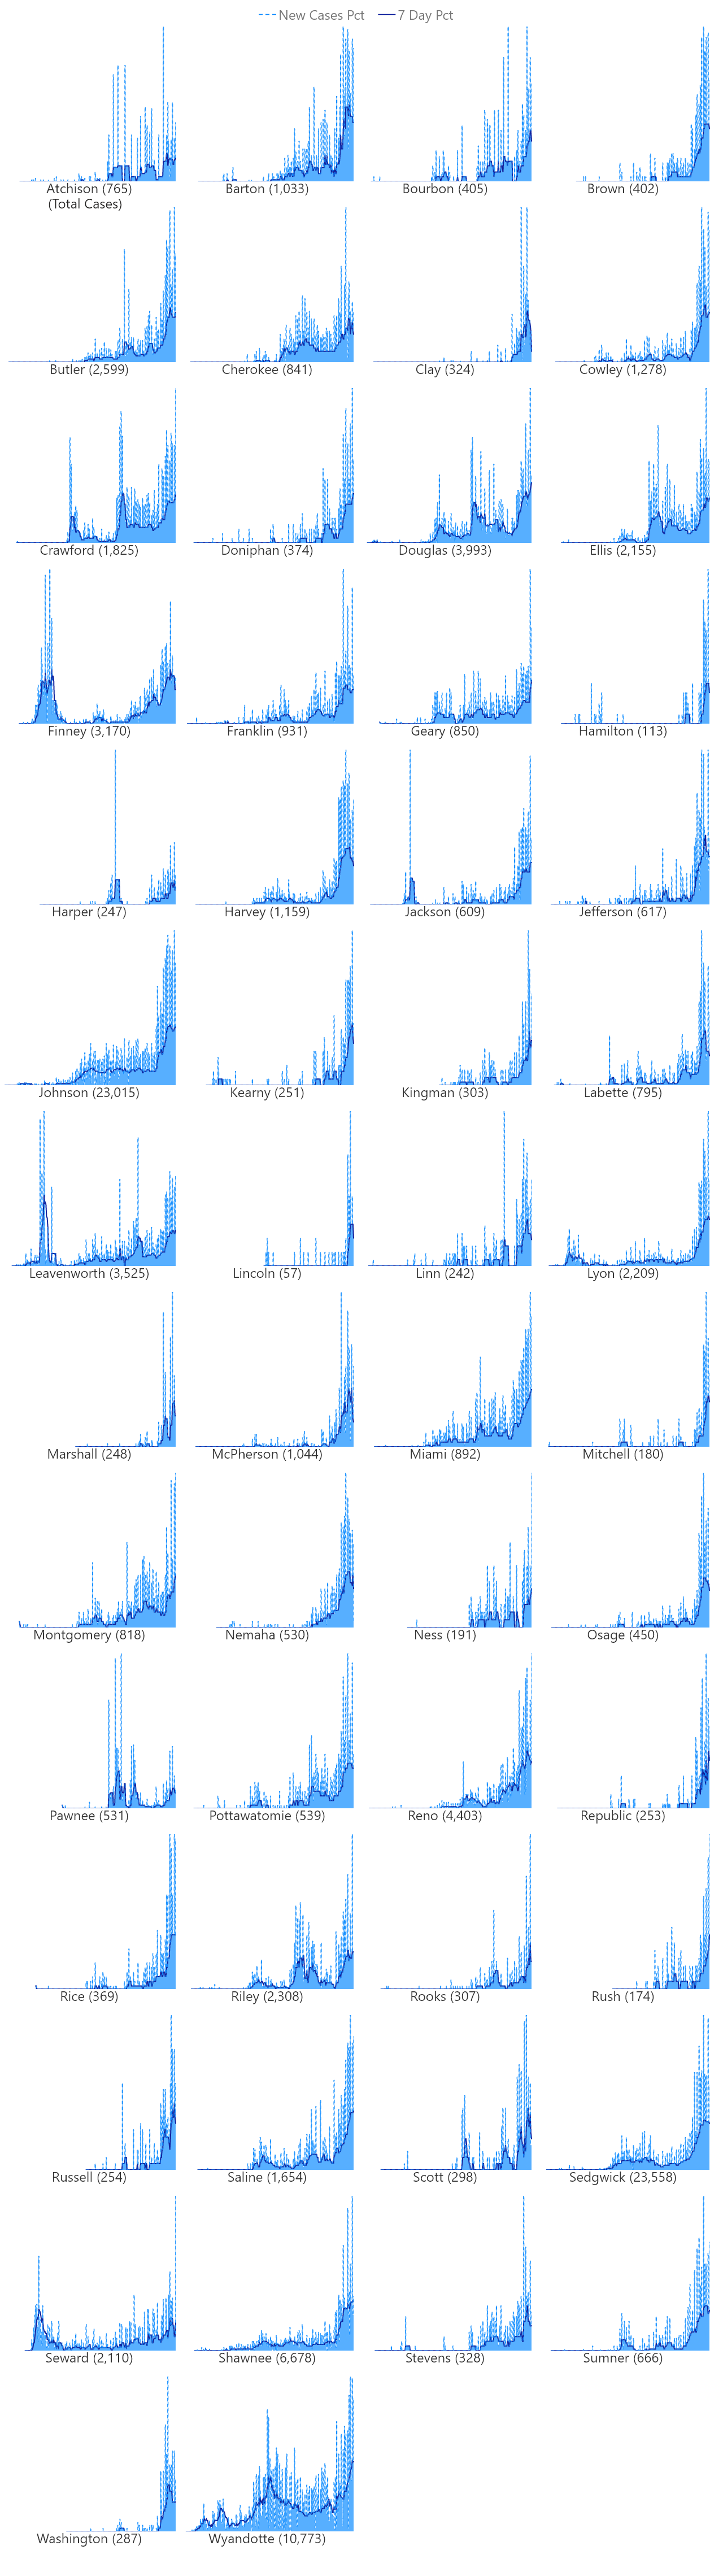 New Cases Pct 7 Day Pct
Atchison (765) Barton (1,033) Bourbon (405) Brown (402)
(Total Cases)
Butler (2,599) Cherokee (841) Clay (324) Cowley (1,278)
Crawford (1,825) Doniphan (374) Douglas (3,993) Ellis (2,155)
Finney (3,170) Franklin (931) Geary (850) Hamilton (113)
Harper (247) Harvey (1,159) Jackson (609) Jefferson (617)
Johnson (23,015) Kearny (251) Kingman (303) Labette (795)
Leavenworth (3,525) Lincoln (57) Linn (242) Lyon (2,209)
Marshall (248) McPherson (1,044) Miami (892) Mitchell (180)
Montgomery (818) Nemaha (530) Ness (191) Osage (450)
Pawnee (531) Pottawatomie (539) Reno (4,403) Republic (253)
Rice (369) Riley (2,308) Rooks (307) Rush (174)
Russell (254) Saline (1,654) Scott (298) Sedgwick (23,558)
Seward (2,110) Shawnee (6,678) Stevens (328) Sumner (666)
Washington (287) Wyandotte (10,773)